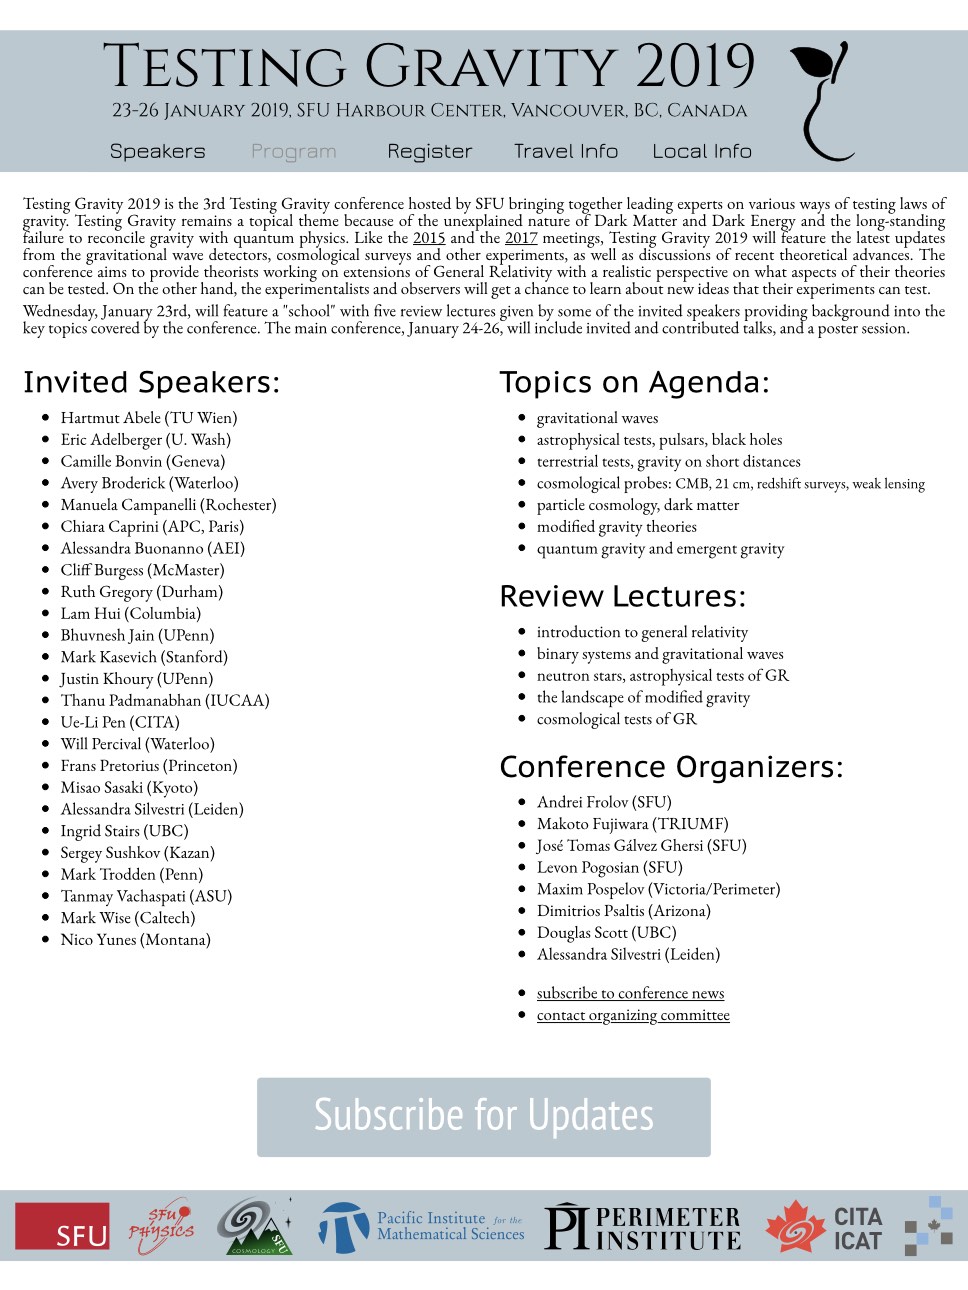 Testing Gravity 2019
23-26 January 2019, SFU Harbour Center, Vancouver, BC, Canada
Speakers Program Register Travel Info Local Info
Testing Gravity 2019 is the 3rd Testing Gravity conference hosted by SFU bringing together leading experts on various ways of testing laws of
gravity. Testing Gravity remains a topical theme because of the unexplained nature of Dark Matter and Dark Energy and the long-standing
failure to reconcile gravity with quantum physics. Like the 2015 and the 2017 meetings, Testing Gravity 2019 will feature the latest updates
from the gravitational wave detectors, cosmological surveys and other experiments, as well as discussions of recent theoretical advances. The
conference aims to provide theorists working on extensions of General Relativity with a realistic perspective on what aspects of their theories
can be tested. On the other hand, the experimentalists and observers will get a chance to learn about new ideas that their experiments can test.
Wednesday, January 23rd, will feature a "school" with five review lectures given by some of the invited speakers providing background into the
key topics covered by the conference. The main conference, January 24-26, will include invited and contributed talks, and a poster session.
Invited Speakers:
• Hartmut Abele (TU Wien)
• Eric Adelberger (U. Wash)
• Camille Bonvin (Geneva)
• Avery Broderick (Waterloo)
• Manuela Campanelli (Rochester)
• Chiara Caprini (APC, Paris)
• Alessandra Buonanno (AEI)
• Cliff Burgess (McMaster)
• Ruth Gregory (Durham)
• Lam Hui (Columbia)
• Bhuvnesh Jain (UPenn)
• Mark Kasevich (Stanford)
• Justin Khoury (UPenn)
• Thanu Padmanabhan (IUCAA)
• Ue-Li Pen (CITA)
• Will Percival (Waterloo)
• Frans Pretorius (Princeton)
• Misao Sasaki (Kyoto)
• Alessandra Silvestri (Leiden)
• Ingrid Stairs (UBC)
• Sergey Sushkov (Kazan)
• Mark Trodden (Penn)
• Tanmay Vachaspati (ASU)
• Mark Wise (Caltech)
• Nico Yunes (Montana)
Topics on Agenda:
• gravitational waves
• astrophysical tests, pulsars, black holes
• terrestrial tests, gravity on short distances
• cosmological probes: CMB, 21 cm, redshift surveys, weak lensing
• particle cosmology, dark matter
• modified gravity theories
• quantum gravity and emergent gravity
Review Lectures:
• introduction to general relativity
• binary systems and gravitational waves
• neutron stars, astrophysical tests of GR
• the landscape of modified gravity
• cosmological tests of GR
Conference Organizers:
• Andrei Frolov (SFU)
• Makoto Fujiwara (TRIUMF)
• José Tomas Gálvez Ghersi (SFU)
• Levon Pogosian (SFU)
• Maxim Pospelov (Victoria/Perimeter)
• Dimitrios Psaltis (Arizona)
• Douglas Scott (UBC)
• Alessandra Silvestri (Leiden)
• subscribe to conference news
• contact organizing committee
Subscribe for Updates
SFU
SFU
PHYSICS
COSMOLOGY SFU
Pacific Institute for the
Mathematical Sciences
PI PERIMETER
INSTITUTE
CITA
ICAT